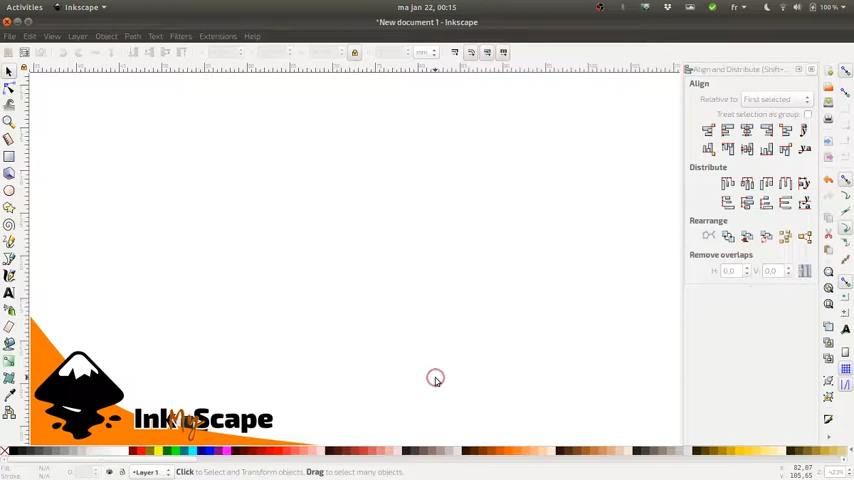 Activities Inkscape ma jan 22, 00:15 fr 100 %
*New document 1 - Inkscape
File Edit View Layer Object Path Text Filters Extensions Help
mm
Align and Distribute (Shift+...
Align
Relative to: First selected
Treat selection as group:
Distribute
Rearrange
Remove overlaps
H: 0,0 V: 0,0
InkMyScape
Fill: N/A O: Layer 1 Click to Select and Transform objects. Drag to select many objects. X: 82,07
Stroke: N/A Y: 105,65